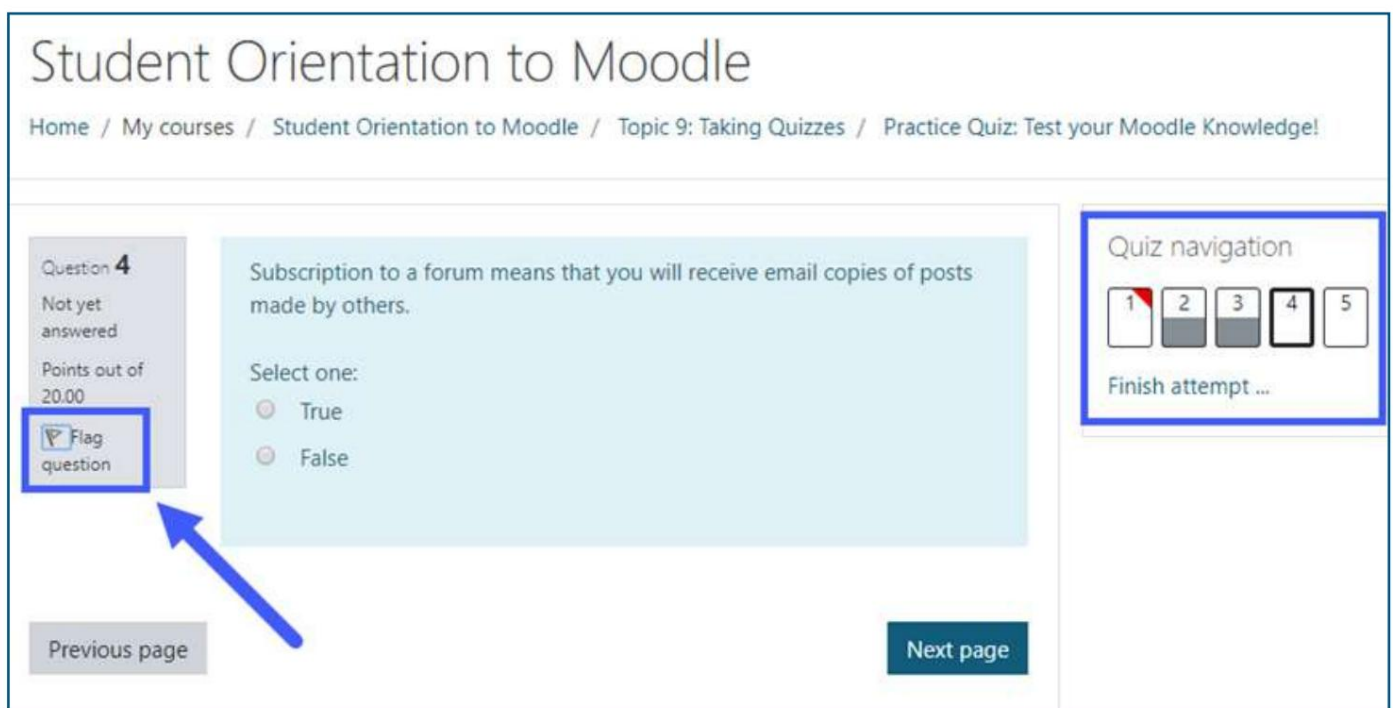 Student Orientation to Moodle
Home / My courses / Student Orientation to Moodle / Topic 9: Taking Quizzes / Practice Quiz: Test your Moodle Knowledge!
Question 4
Not yet
answered
Points out of
20.00
Flag
question
Subscription to a forum means that you will receive email copies of posts
made by others.
Select one:
True
False
Previous page
Next page
Quiz navigation
1 2 3 4 5
Finish attempt ...